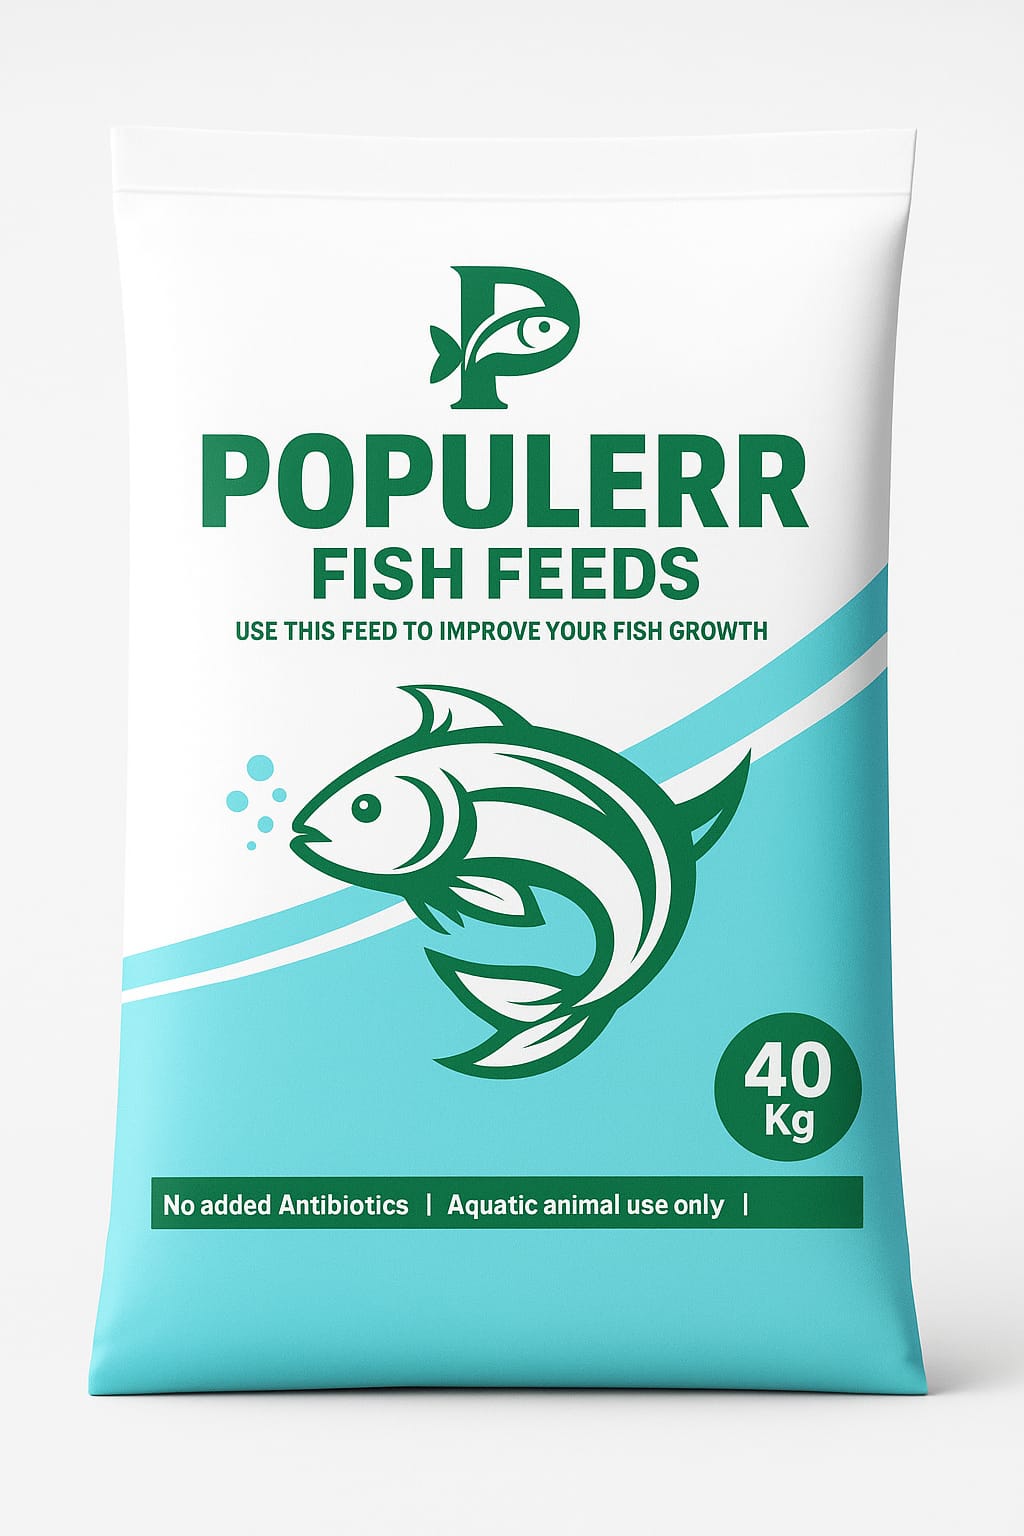 P
POPULERR
FISH FEEDS
USE THIS FEED TO IMPROVE YOUR FISH GROWTH
40
Kg
No added Antibiotics | Aquatic animal use only |